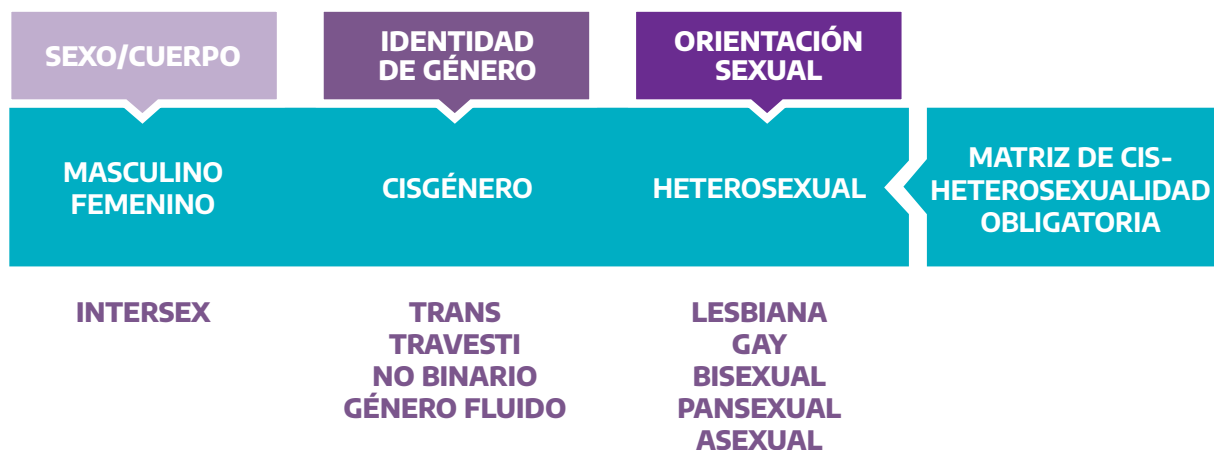 SEXO/CUERPO
IDENTIDAD
DE GÉNERO
ORIENTACIÓN
SEXUAL
MASCULINO
FEMENINO
CISGÉNERO
HETEROSEXUAL
MATRIZ DE CIS-
HETEROSEXUALIDAD
OBLIGATORIA
INTERSEX
TRANS
TRAVESTI
NO BINARIO
GÉNERO FLUIDO
LESBIANA
GAY
BISEXUAL
PANSEXUAL
ASEXUAL